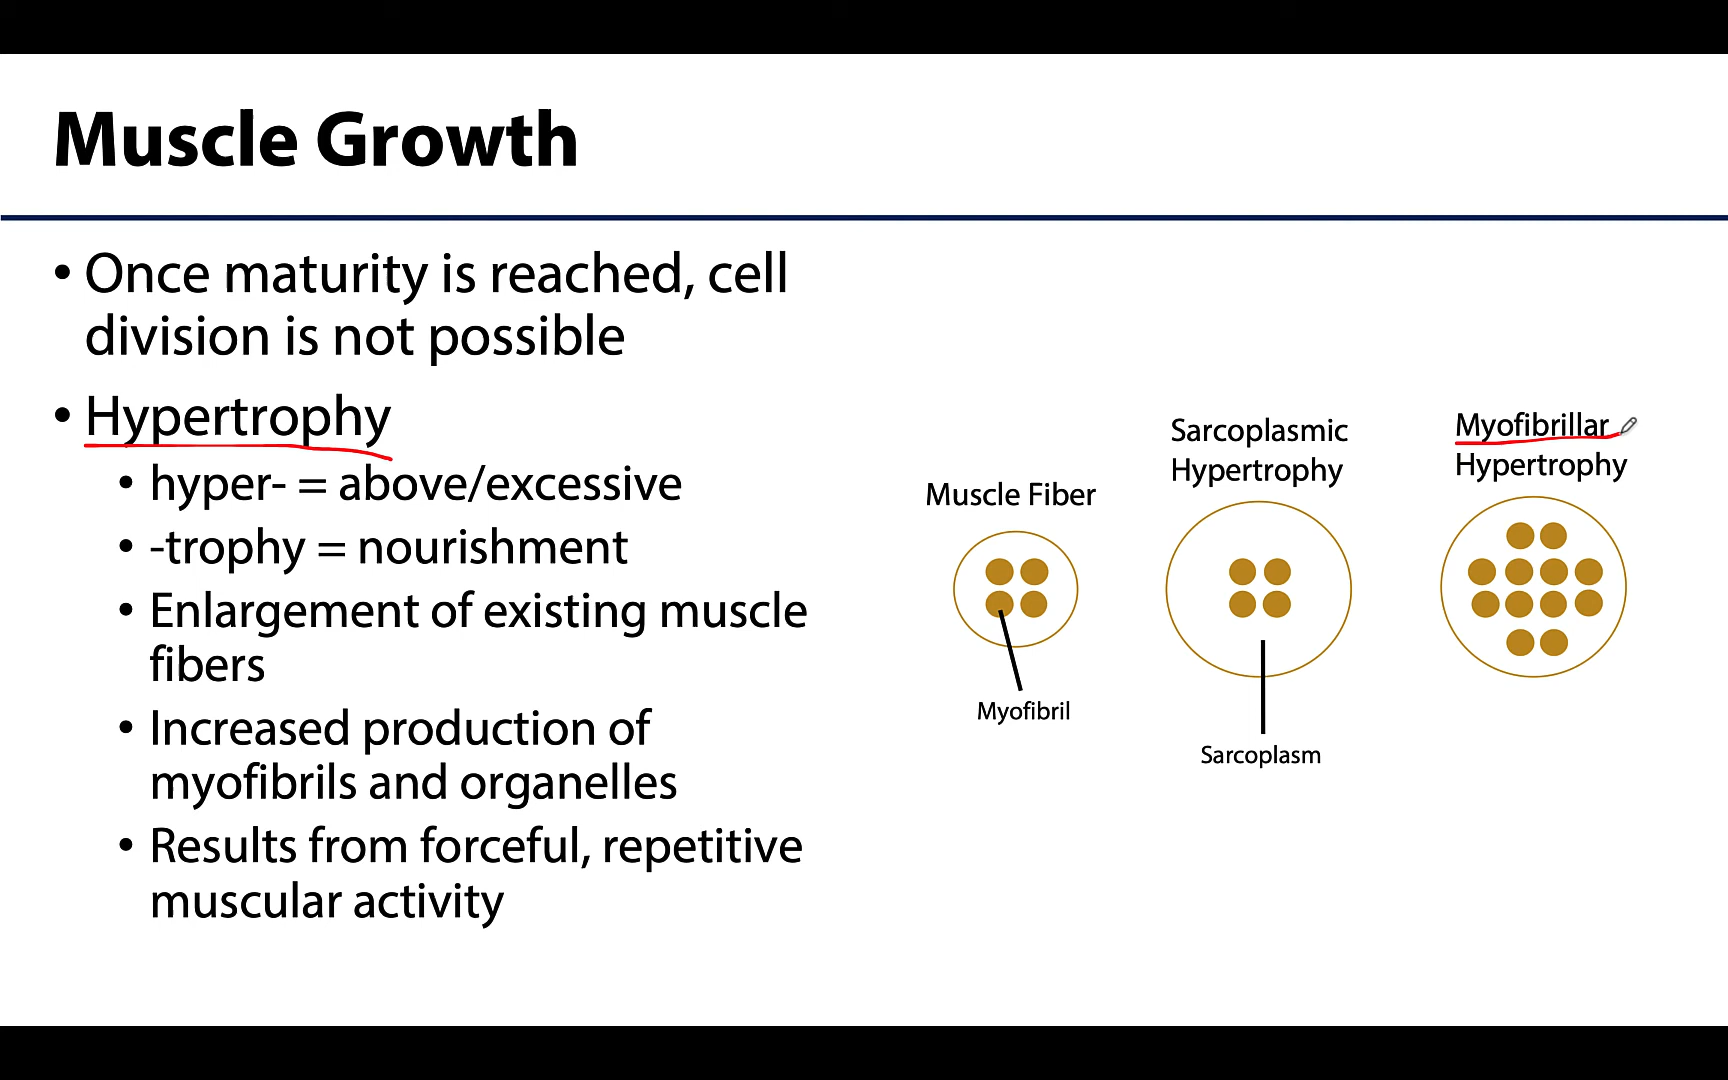 Muscle Growth
• Once maturity is reached, cell
division is not possible
• Hypertrophy
• hyper- = above/excessive
• -trophy = nourishment
• Enlargement of existing muscle
fibers
• Increased production of
myofibrils and organelles
• Results from forceful, repetitive
muscular activity
Muscle Fiber
Myofibril
Sarcoplasmic
Hypertrophy
Sarcoplasm
Myofibrillar
Hypertrophy